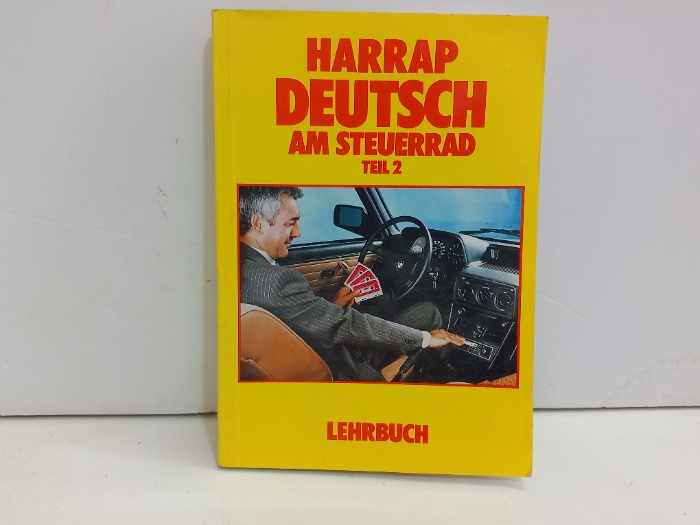 HARRAP
DEUTSCH
AM STEUERRAD
TEIL 2
LEHRBUCH